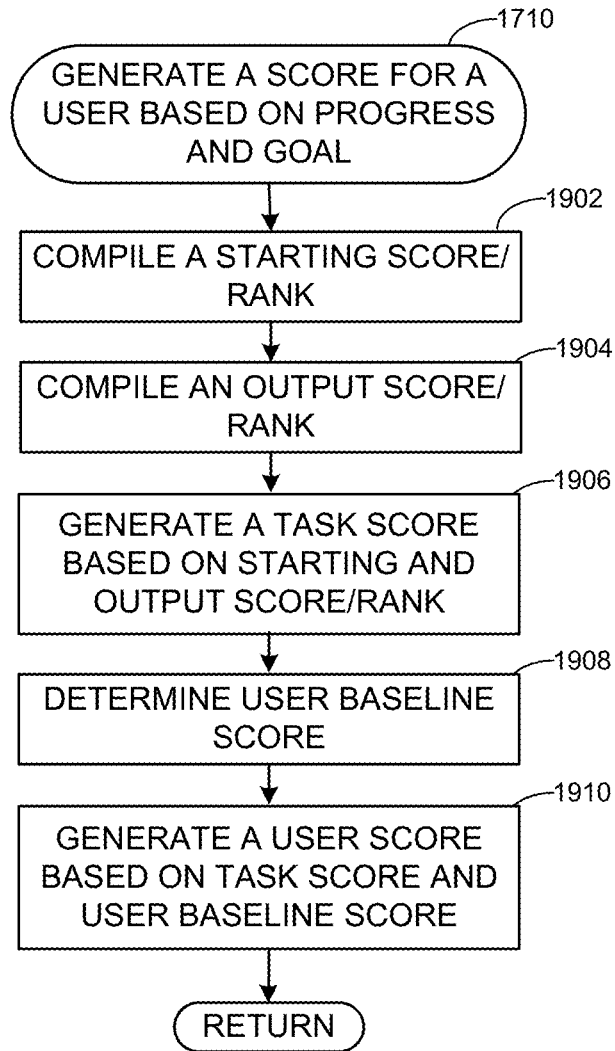 1710
GENERATE A SCORE FOR A
USER BASED ON PROGRESS
AND GOAL
1902
COMPILE A STARTING SCORE/
RANK
1904
COMPILE AN OUTPUT SCORE/
RANK
1906
GENERATE A TASK SCORE
BASED ON STARTING AND
OUTPUT SCORE/RANK
1908
DETERMINE USER BASELINE
SCORE
1910
GENERATE A USER SCORE
BASED ON TASK SCORE AND
USER BASELINE SCORE
RETURN